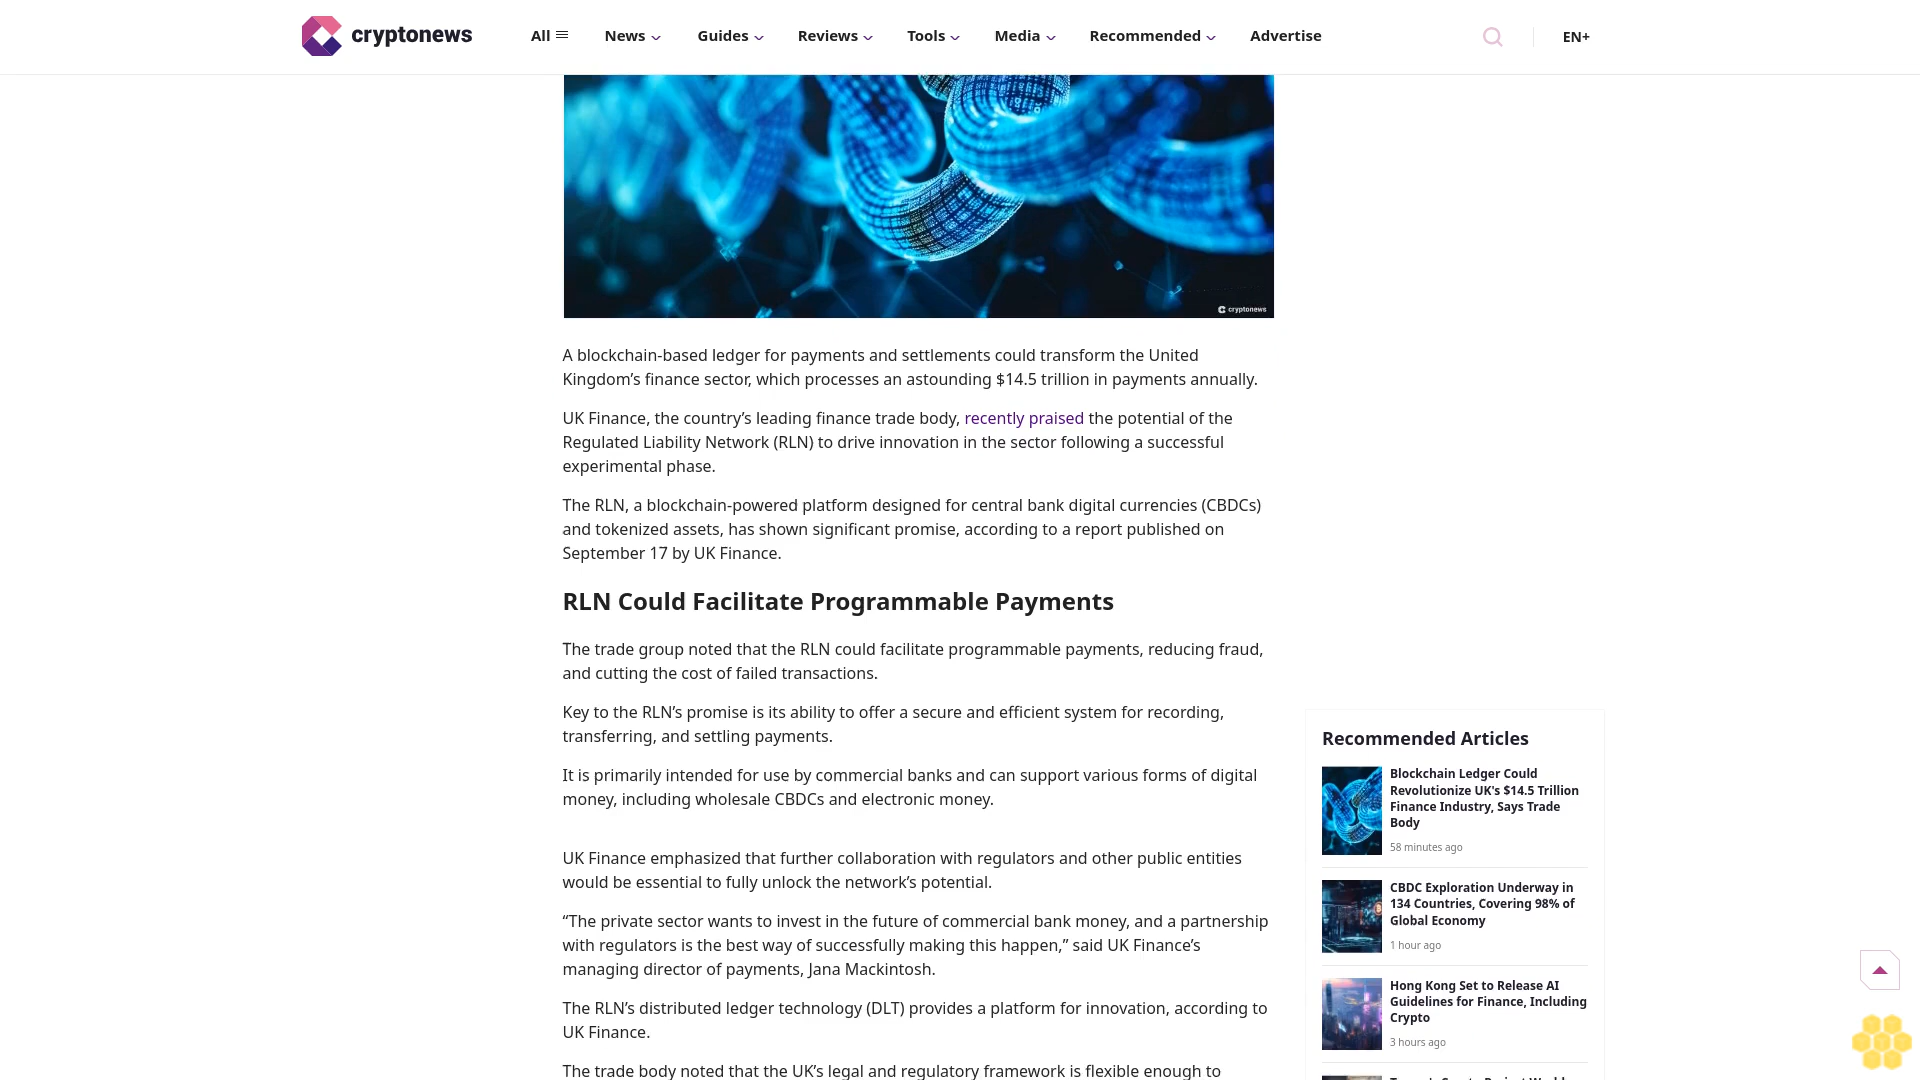 cryptonews
All
News
Guides
Reviews
Tools
Media
Recommended
Advertise
EN+
cryptonews
A blockchain-based ledger for payments and settlements could transform the United
Kingdom’s finance sector, which processes an astounding $14.5 trillion in payments annually.
UK Finance, the country’s leading finance trade body, recently praised the potential of the
Regulated Liability Network (RLN) to drive innovation in the sector following a successful
experimental phase.
The RLN, a blockchain-powered platform designed for central bank digital currencies (CBDCs)
and tokenized assets, has shown significant promise, according to a report published on
September 17 by UK Finance.
RLN Could Facilitate Programmable Payments
The trade group noted that the RLN could facilitate programmable payments, reducing fraud,
and cutting the cost of failed transactions.
Key to the RLN’s promise is its ability to offer a secure and efficient system for recording,
transferring, and settling payments.
It is primarily intended for use by commercial banks and can support various forms of digital
money, including wholesale CBDCs and electronic money.
UK Finance emphasized that further collaboration with regulators and other public entities
would be essential to fully unlock the network’s potential.
“The private sector wants to invest in the future of commercial bank money, and a partnership
with regulators is the best way of successfully making this happen,” said UK Finance’s
managing director of payments, Jana Mackintosh.
The RLN’s distributed ledger technology (DLT) provides a platform for innovation, according to
UK Finance.
The trade body noted that the UK’s legal and regulatory framework is flexible enough to
Recommended Articles
Blockchain Ledger Could
Revolutionize UK's $14.5 Trillion
Finance Industry, Says Trade
Body
58 minutes ago
CBDC Exploration Underway in
134 Countries, Covering 98% of
Global Economy
1 hour ago
Hong Kong Set to Release AI
Guidelines for Finance, Including
Crypto
3 hours ago